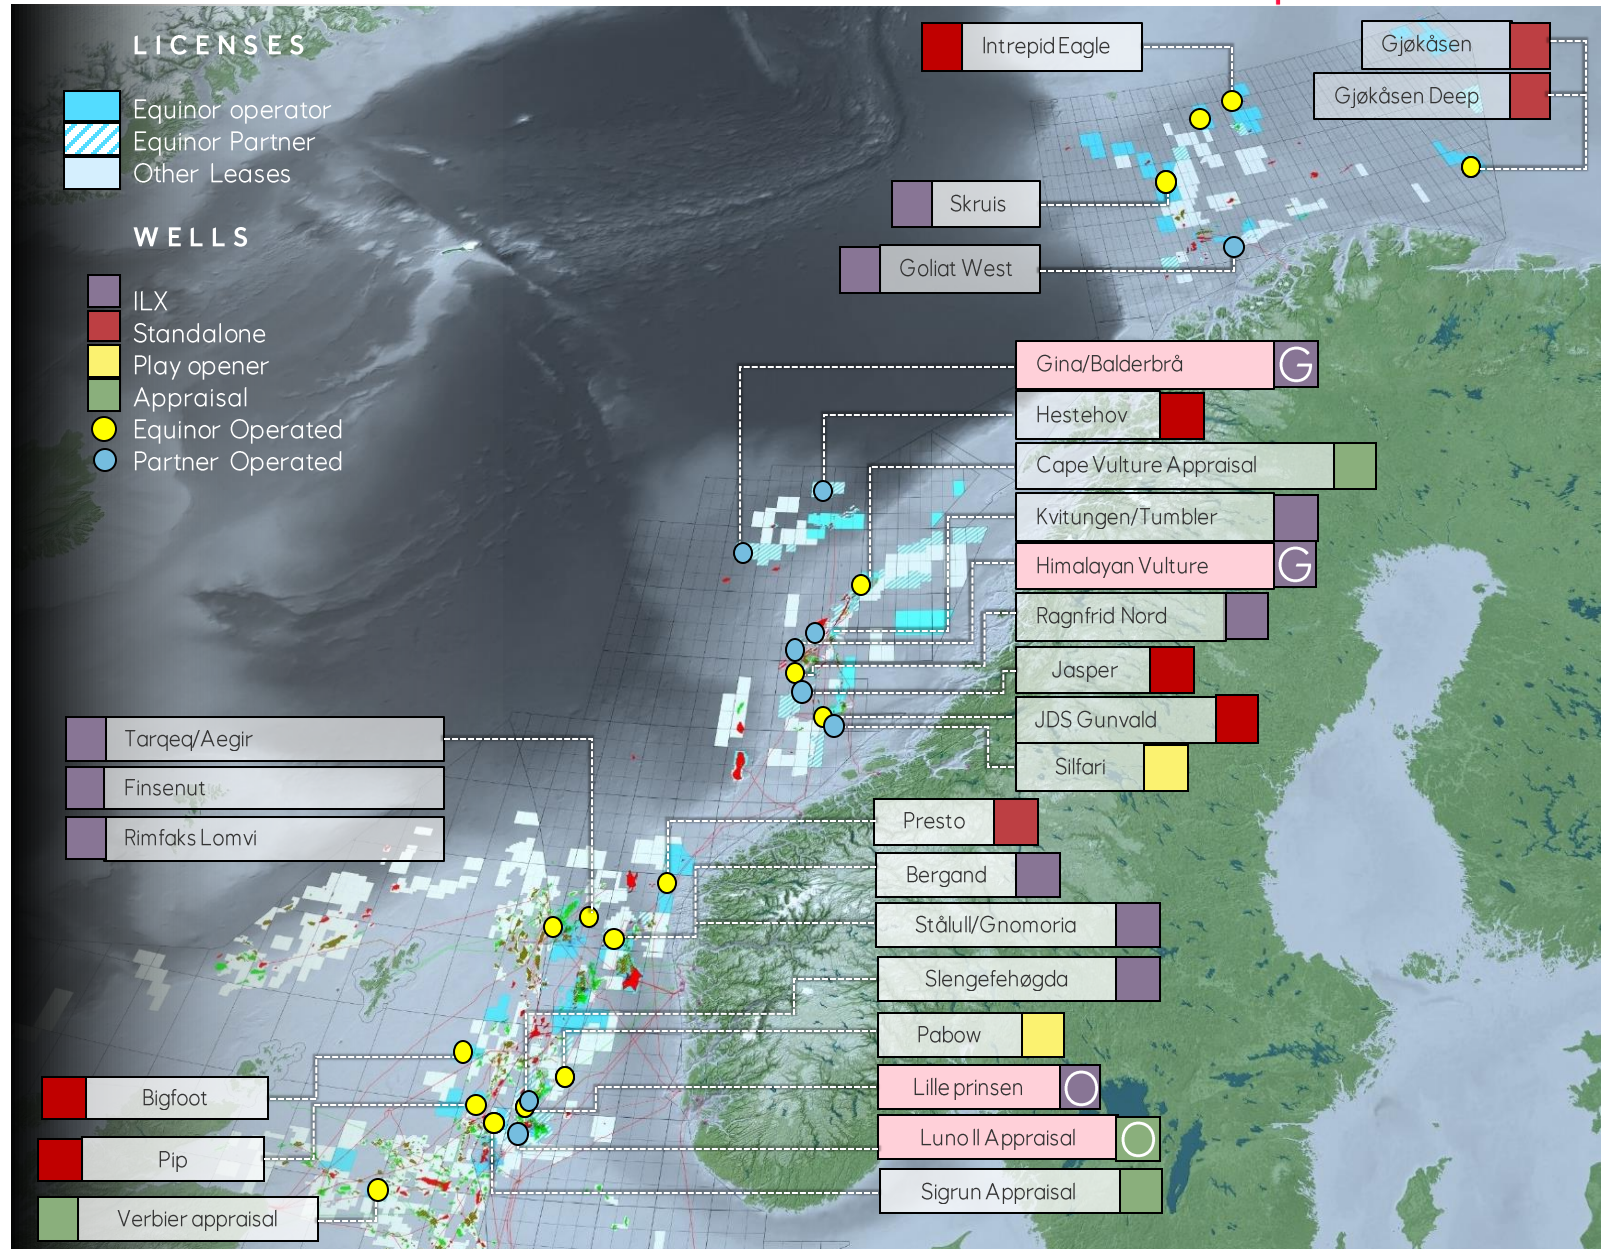 LICENSES
Equinor operator
Equinor Partner
Other Leases
WELLS
ILX
Standalone
Play opener
Appraisal
Equinor Operated
Partner Operated
Intrepid Eagle
Gjøkåsen
Gjøkåsen Deep
Skruis
Goliat West
Gina/Balderbrå
G
Hestehov
Cape Vulture Appraisal
Kvitungen/Tumbler
Himalayan Vulture
G
Ragnfrid Nord
Jasper
JDS Gunvald
Silfari
Tarqeq/Aegir
Finsenut
Rimfaks Lomvi
Presto
Bergand
Stålull/Gnomoria
Slengefehøgda
Pabow
Lille prinsen
O
Luno II Appraisal
O
Sigrun Appraisal
Bigfoot
Pip
Verbier appraisal